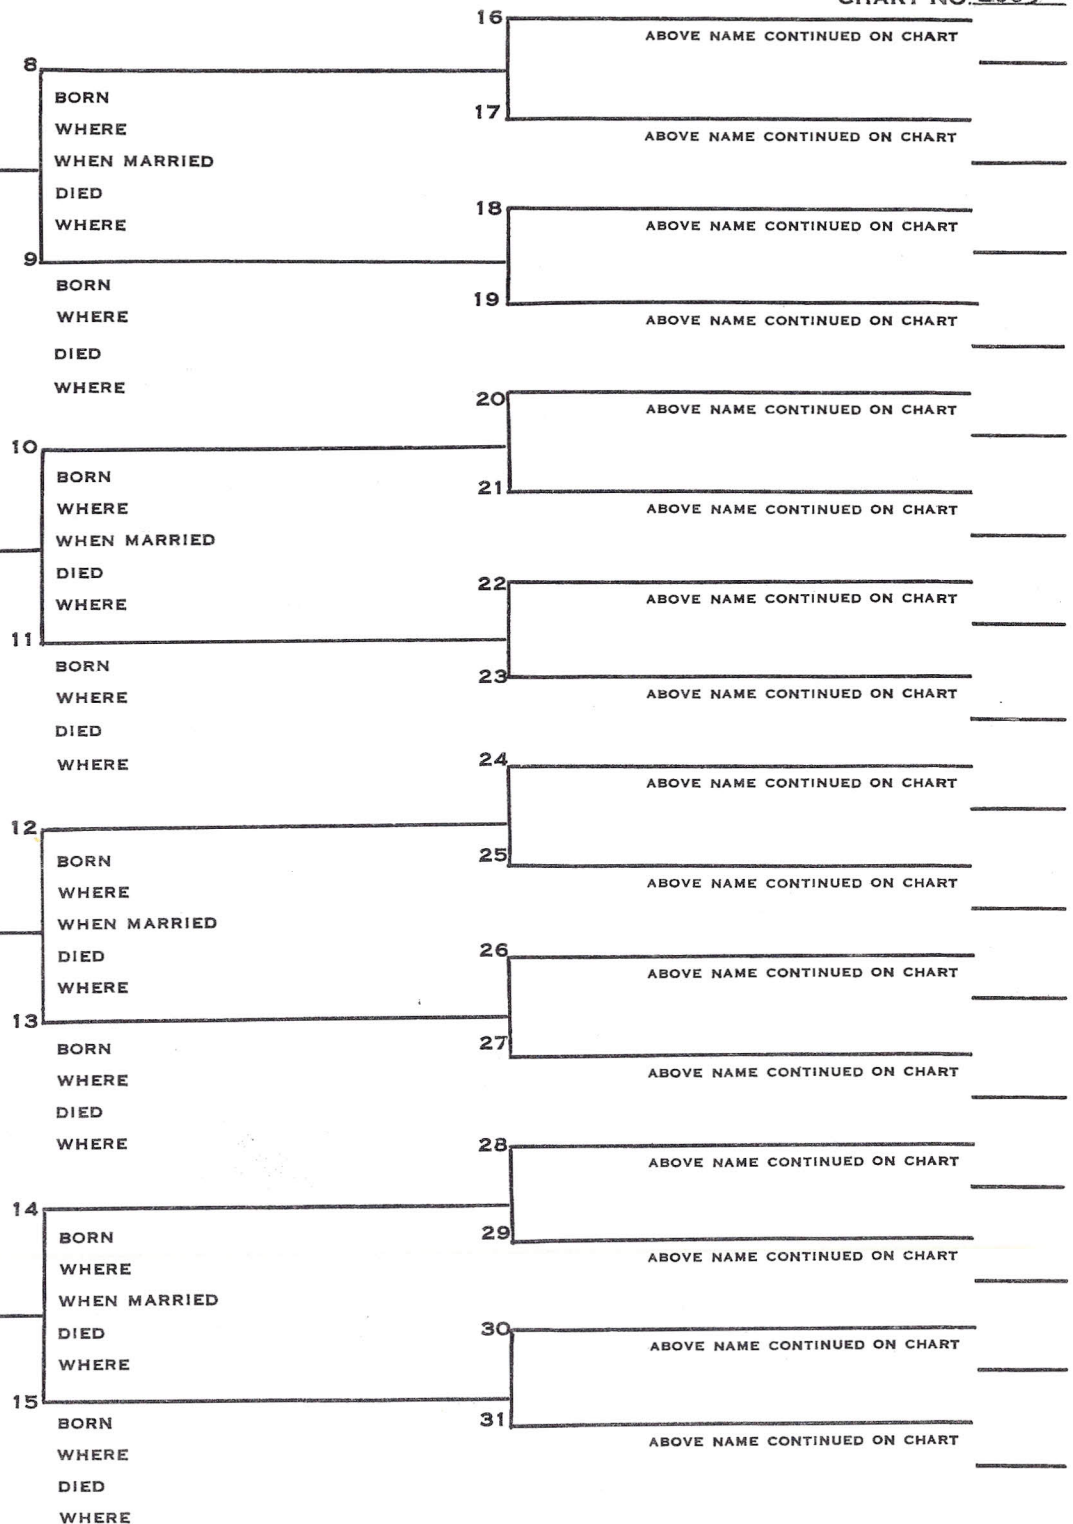 CHART NO.
16
ABOVE NAME CONTINUED ON CHART
8
BORN
17
WHERE
ABOVE NAME CONTINUED ON CHART
WHEN MARRIED
DIED
18
WHERE
ABOVE NAME CONTINUED ON CHART
9
BORN
19
WHERE
ABOVE NAME CONTINUED ON CHART
DIED
WHERE
20
ABOVE NAME CONTINUED ON CHART
10
BORN
21
WHERE
ABOVE NAME CONTINUED ON CHART
WHEN MARRIED
DIED
22
WHERE
ABOVE NAME CONTINUED ON CHART
11
BORN
23
WHERE
ABOVE NAME CONTINUED ON CHART
DIED
WHERE
24
ABOVE NAME CONTINUED ON CHART
12
BORN
25
WHERE
ABOVE NAME CONTINUED ON CHART
WHEN MARRIED
DIED
26
WHERE
ABOVE NAME CONTINUED ON CHART
13
BORN
27
WHERE
ABOVE NAME CONTINUED ON CHART
DIED
WHERE
28
ABOVE NAME CONTINUED ON CHART
14
BORN
29
WHERE
ABOVE NAME CONTINUED ON CHART
WHEN MARRIED
DIED
30
WHERE
ABOVE NAME CONTINUED ON CHART
15
BORN
31
WHERE
ABOVE NAME CONTINUED ON CHART
DIED
WHERE